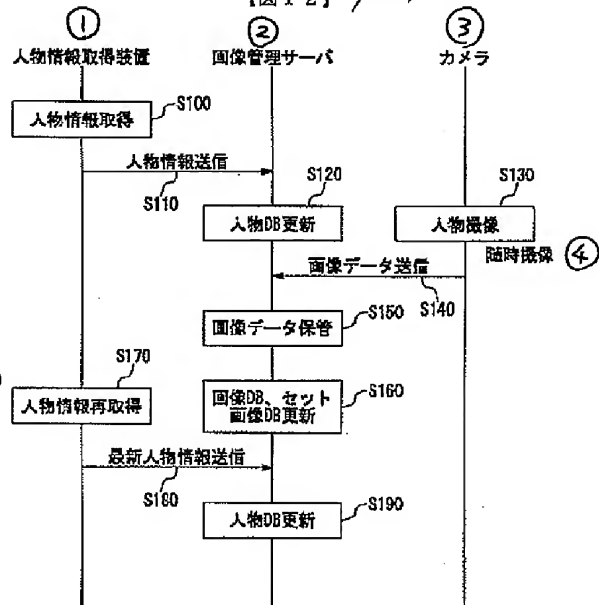 【図12】
① ② ③
人物情報取得装置 画像管理サーバ カメラ
S100
人物情報取得
人物情報送信
S110
S120 S130
人物DB更新 人物撮像
随時撮像 ④
画像データ送信
S140
画像データ保管 S150
S170
人物情報再取得
画像DB、セット
画像DB更新
S160
最新人物情報送信
S180
人物DB更新 S190